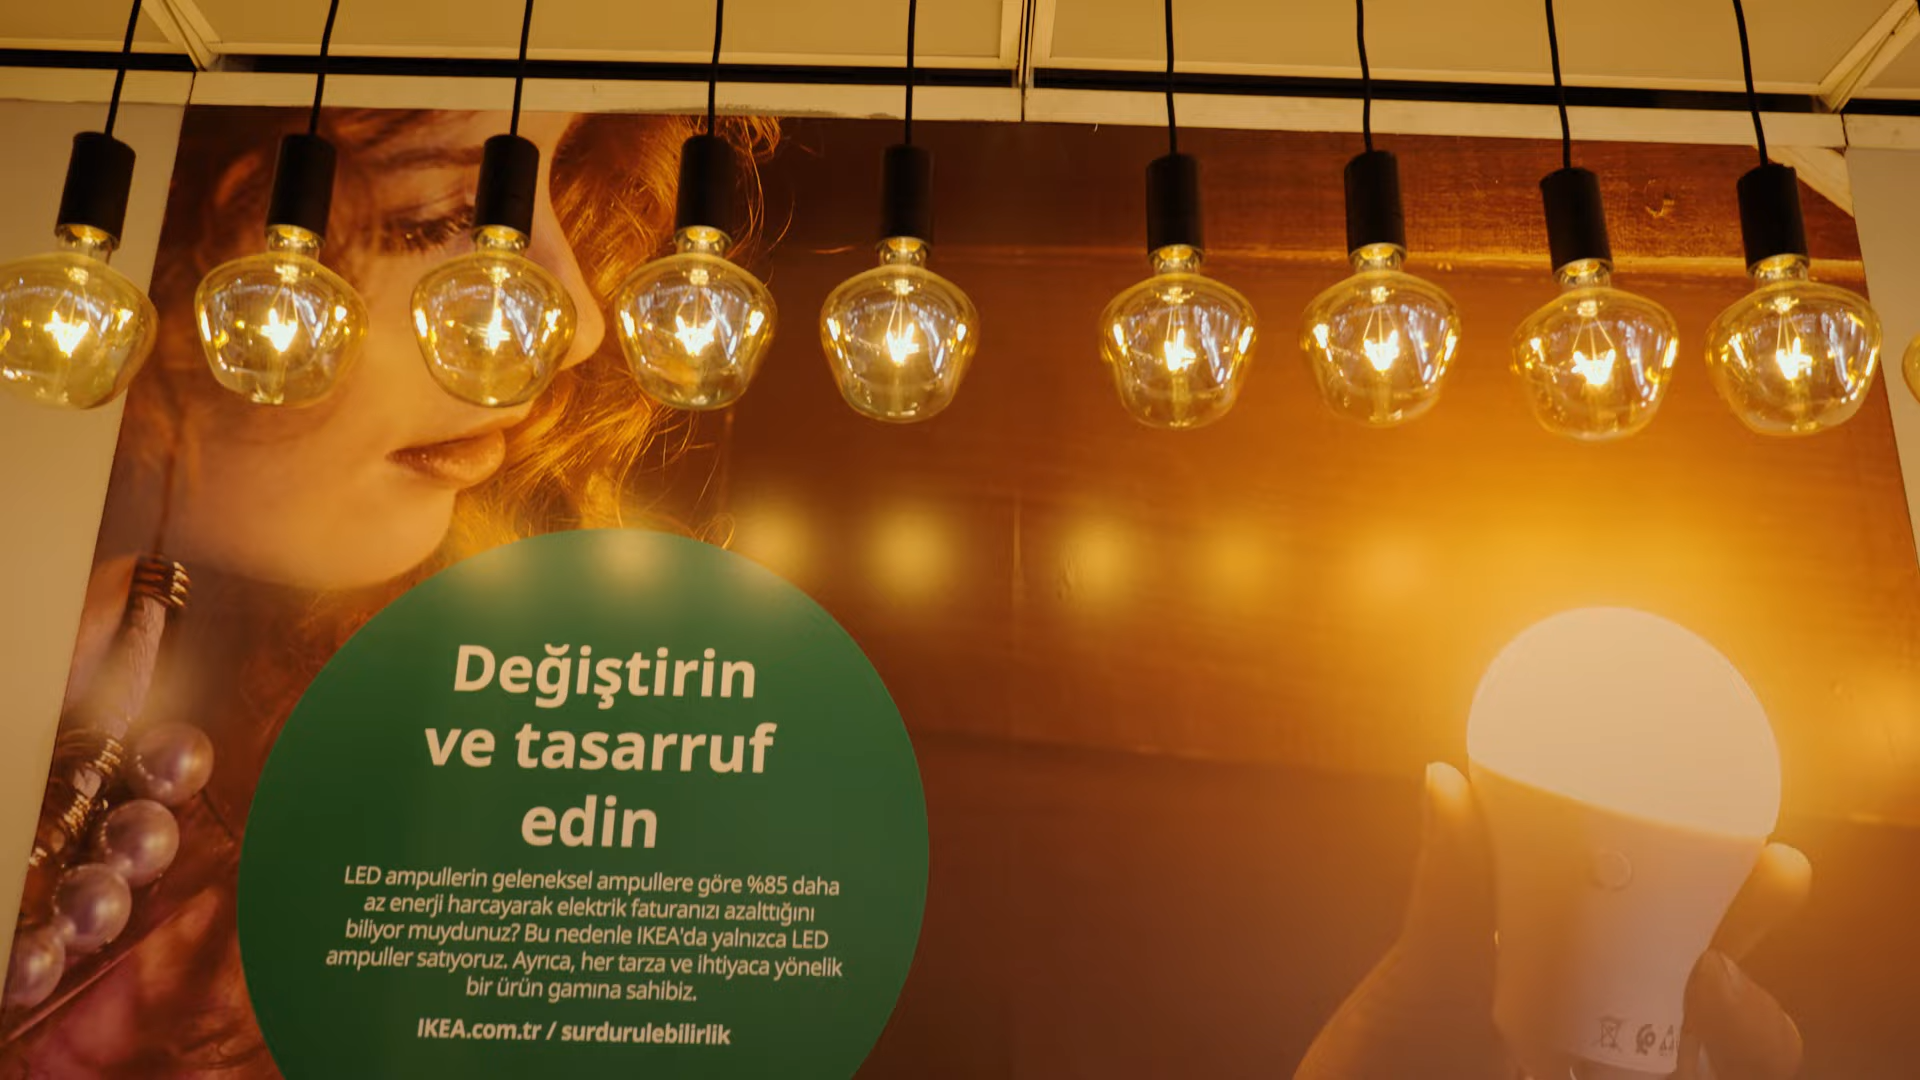 Değiştirin
ve tasarruf
edin
LED ampullerin geleneksel ampullere göre %85 daha
az enerji harcayarak elektrik faturanızı azalttığını
biliyor muydunuz? Bu nedenle IKEA'da yalnızca LED
ampuller satıyoruz. Ayrıca, her tarza ve ihtiyaca yönelik
bir ürün gamına sahibiz.
IKEA.com.tr / surdurulebilirlik